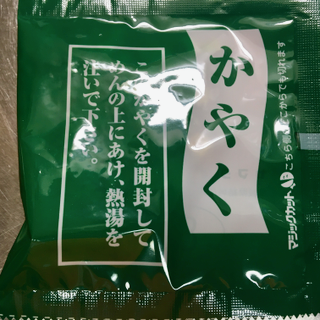 こちら側のどこからでも切れます
マジックカット
かやく
このかやくを開封して
めんの上にあけ、熱湯を
注いで下さい。